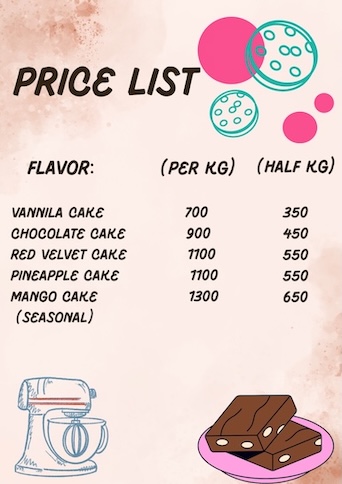 PRICE LIST
FLAVOR: (PER KG) (HALF KG)
VANNILA CAKE 700 350
CHOCOLATE CAKE 900 450
RED VELVET CAKE 1100 550
PINEAPPLE CAKE 1100 550
MANGO CAKE 1300 650
(SEASONAL)